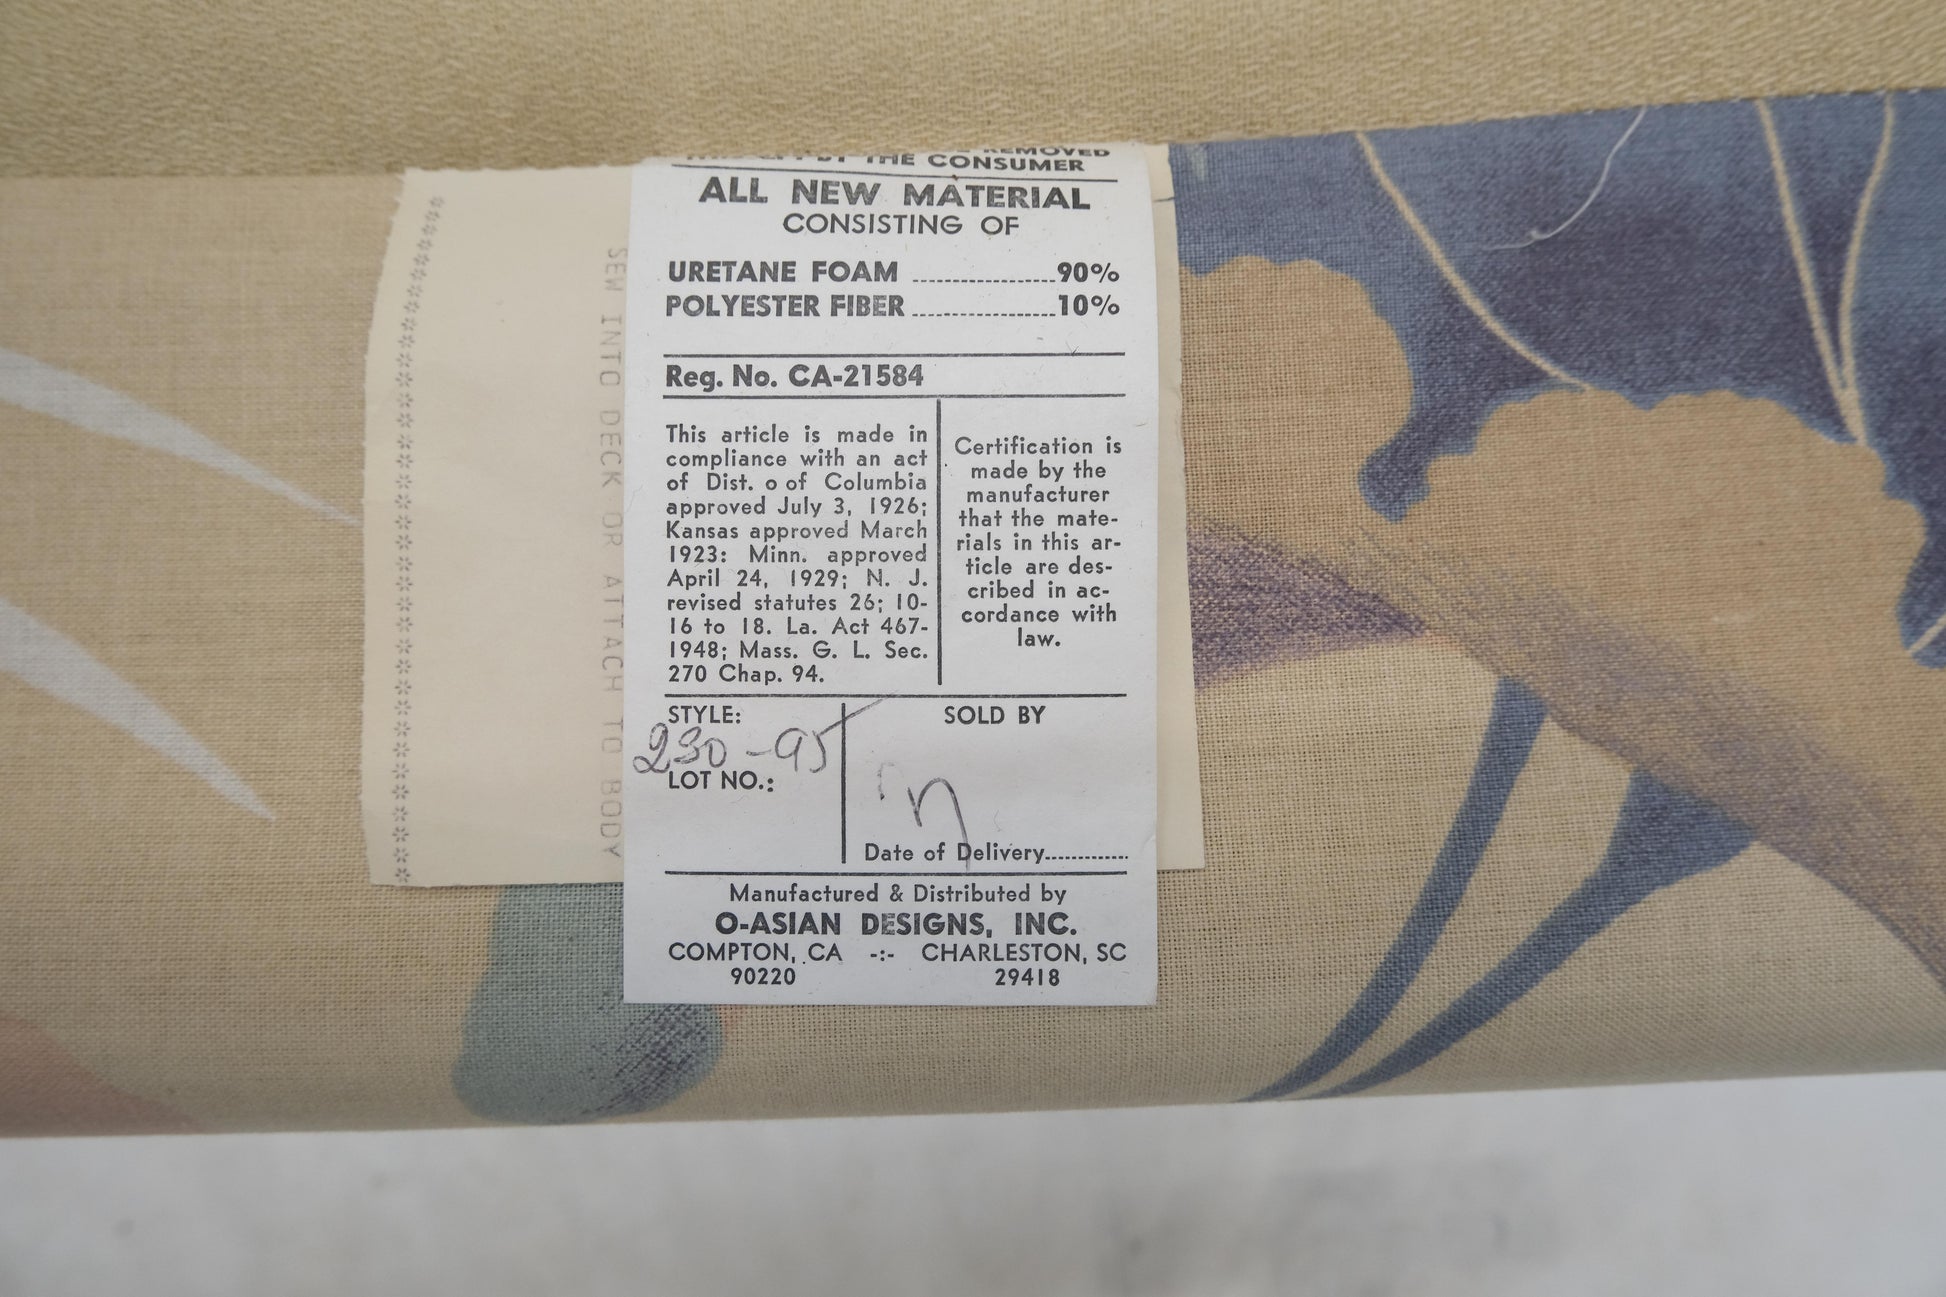 REMOVED
BY THE CONSUMER
ALL NEW MATERIAL
CONSISTING OF
URETANE FOAM ....................90%
POLYESTER FIBER ....................10%
Reg. No. CA-21584
This article is made in
compliance with an act
of Dist. o of Columbia
approved July 3, 1926;
Kansas approved March
1923: Minn. approved
April 24, 1929; N. J.
revised statutes 26; 10-
16 to 18. La. Act 467-
1948; Mass. G. L. Sec.
270 Chap. 94.
Certification is
made by the
manufacturer
that the mate-
rials in this ar-
ticle are des-
cribed in ac-
cordance with
law.
STYLE:
230-95
LOT NO.:
SOLD BY
Date of Delivery.............
Manufactured & Distributed by
O-ASIAN DESIGNS, INC.
COMPTON, CA -:- CHARLESTON, SC
90220 29418
SEW INTO DECK OR ATTACH TO BODY